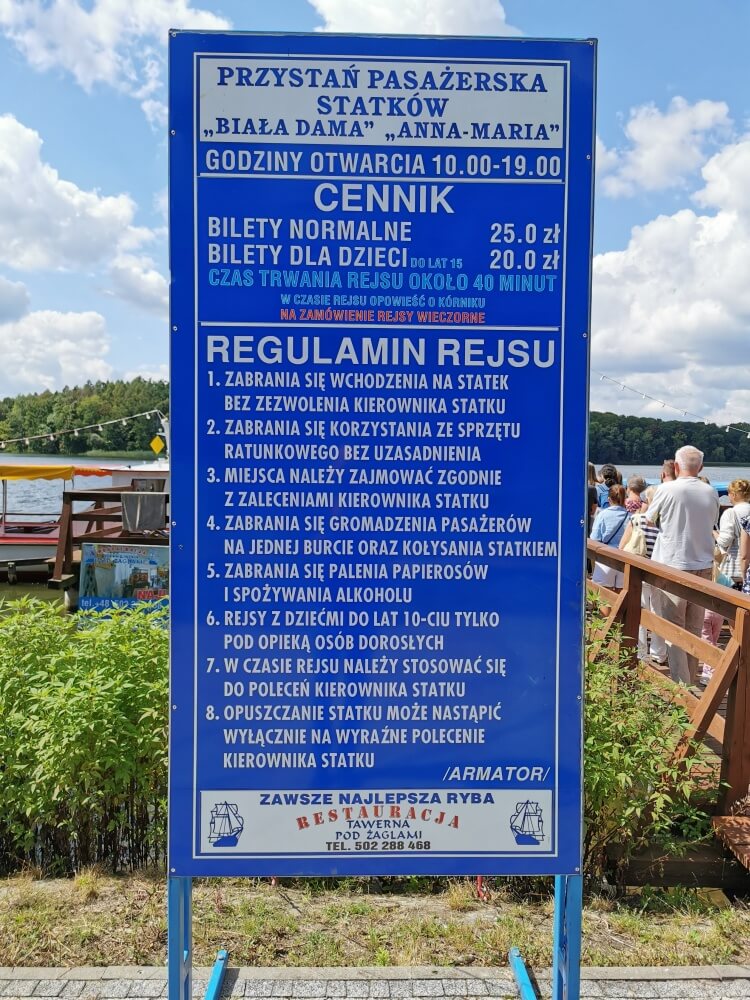 PRZYSTAŃ PASAŻERSKA
STATKÓW
„BIAŁA DAMA” „ANNA-MARIA”
GODZINY OTWARCIA 10.00-19.00
CENNIK
BILETY NORMALNE 25.0 zł
BILETY DLA DZIECI DO LAT 15 20.0 zł
CZAS TRWANIA REJSU OKOŁO 40 MINUT
W CZASIE REJSU OPOWIEŚĆ O KÓRNIKU
NA ZAMÓWIENIE REJSY WIECZORNE
REGULAMIN REJSU
1. ZABRANIA SIĘ WCHODZENIA NA STATEK
BEZ ZEZWOLENIA KIEROWNIKA STATKU
2. ZABRANIA SIĘ KORZYSTANIA ZE SPRZĘTU
RATUNKOWEGO BEZ UZASADNIENIA
3. MIEJSCA NALEŻY ZAJMOWAĆ ZGODNIE
Z ZALECENIAMI KIEROWNIKA STATKU
4. ZABRANIA SIĘ GROMADZENIA PASAŻERÓW
NA JEDNEJ BURCIE ORAZ KOŁYSANIA STATKIEM
5. ZABRANIA SIĘ PALENIA PAPIEROSÓW
I SPOŻYWANIA ALKOHOLU
6. REJSY Z DZIEĆMI DO LAT 10-CIU TYLKO
POD OPIEKĄ OSÓB DOROSŁYCH
7. W CZASIE REJSU NALEŻY STOSOWAĆ SIĘ
DO POLECEŃ KIEROWNIKA STATKU
8. OPUSZCZANIE STATKU MOŻE NASTĄPIĆ
WYŁĄCZNIE NA WYRAŹNE POLECENIE
KIEROWNIKA STATKU
/ARMATOR/
ZAWSZE NAJLEPSZA RYBA
RESTAURACJA
TAWERNA
POD ŻAGLAMI
TEL. 502 288 468